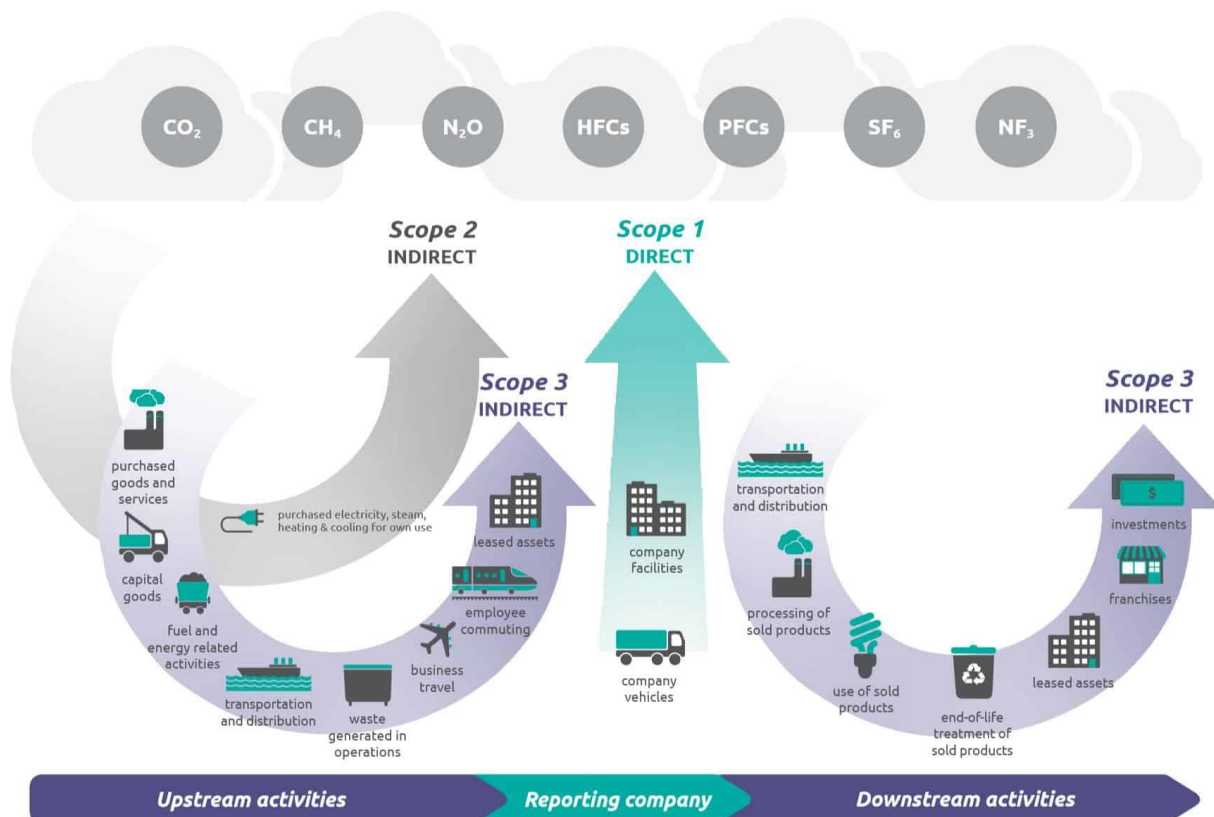 CO₂
CH₄
N₂O
HFCs
PFCs
SF₆
NF₃
Scope 2
INDIRECT
Scope 1
DIRECT
Scope 3
INDIRECT
Scope 3
INDIRECT
purchased
goods and
services
capital
goods
fuel and
energy related
activities
transportation
and distribution
waste
generated in
operations
business
travel
employee
commuting
leased assets
purchased electricity, steam,
heating & cooling for own use
company
facilities
company
vehicles
transportation
and distribution
processing of
sold products
use of sold
products
end-of-life
treatment of
sold products
leased assets
franchises
$
investments
Upstream activities
Reporting company
Downstream activities